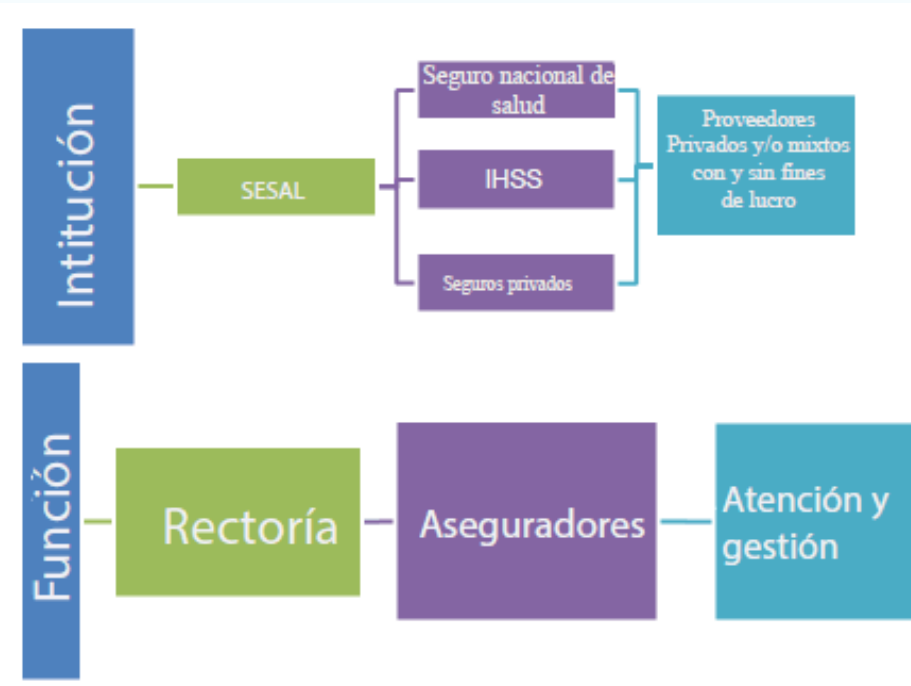 Intitución
SESAL
Seguro nacional de
salud
IHSS
Seguros privados
Proveedores
Privados y/o mixtos
con y sin fines
de lucro
Función
Rectoría
Aseguradores
Atención y
gestión